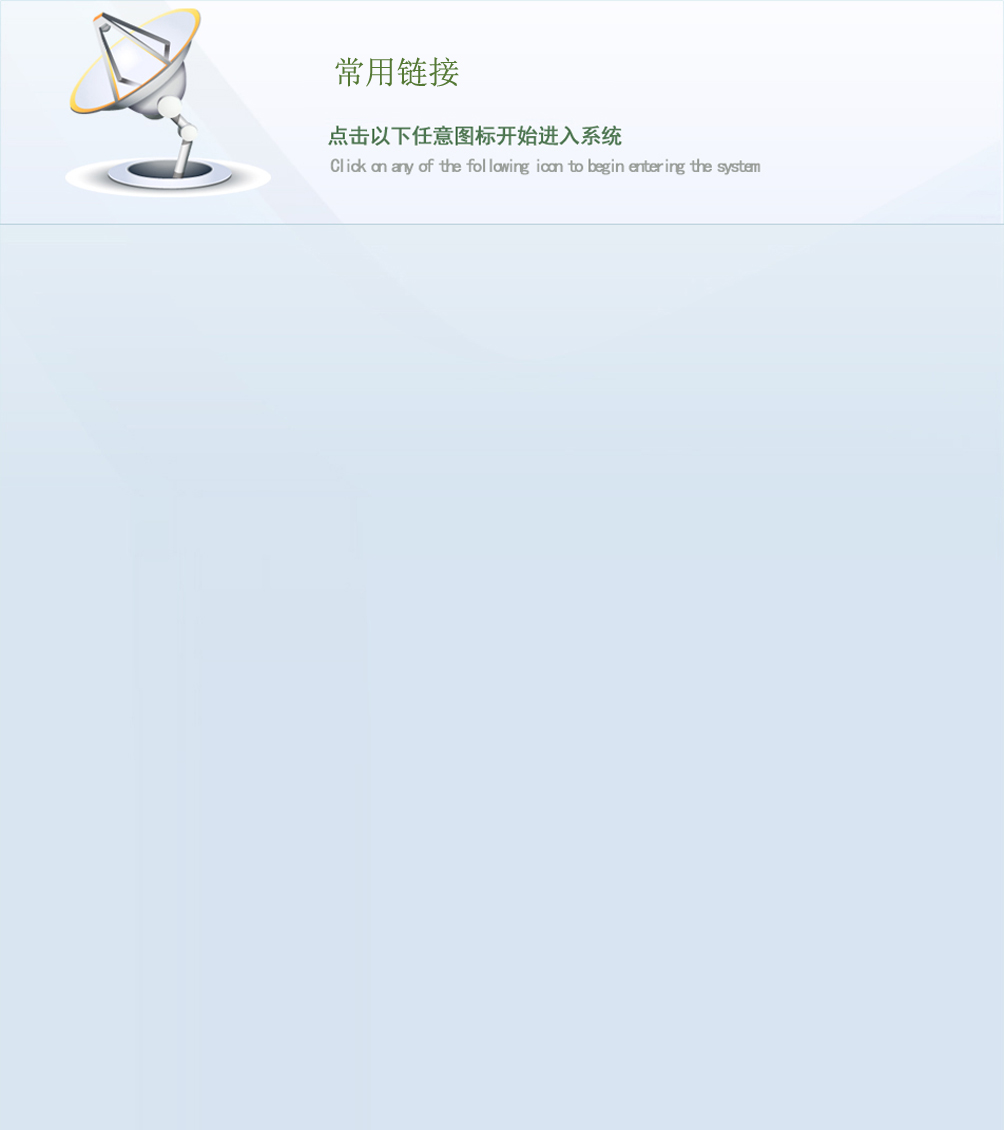 常用链接
点击以下任意图标开始进入系统
Click on any of the following icon to begin entering the system